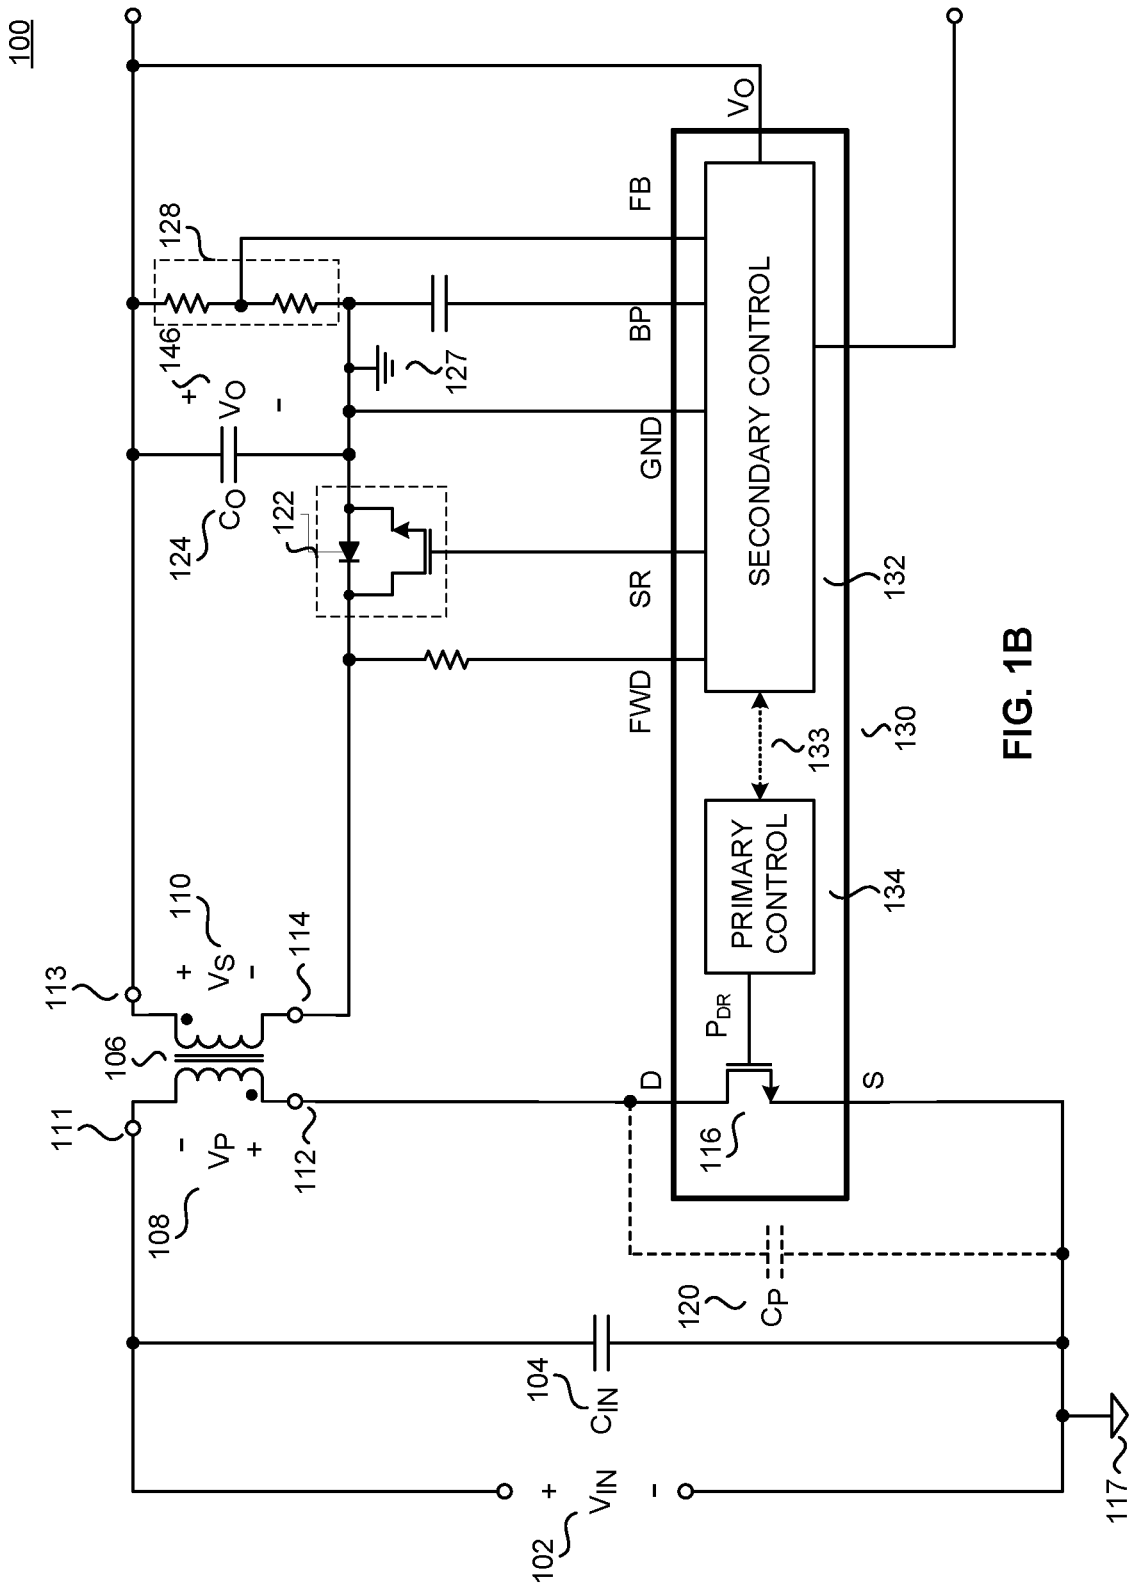 100
111
113
106
- VP +
+ VS -
108
110
112
114
146
+ VO -
128
124
CO
122
127
102
+ VIN -
104
CIN
120
CP
117
D
S
116
PDR
PRIMARY
CONTROL
134
133
130
132
SECONDARY CONTROL
FWD
SR
GND
BP
FB
VO
FIG. 1B